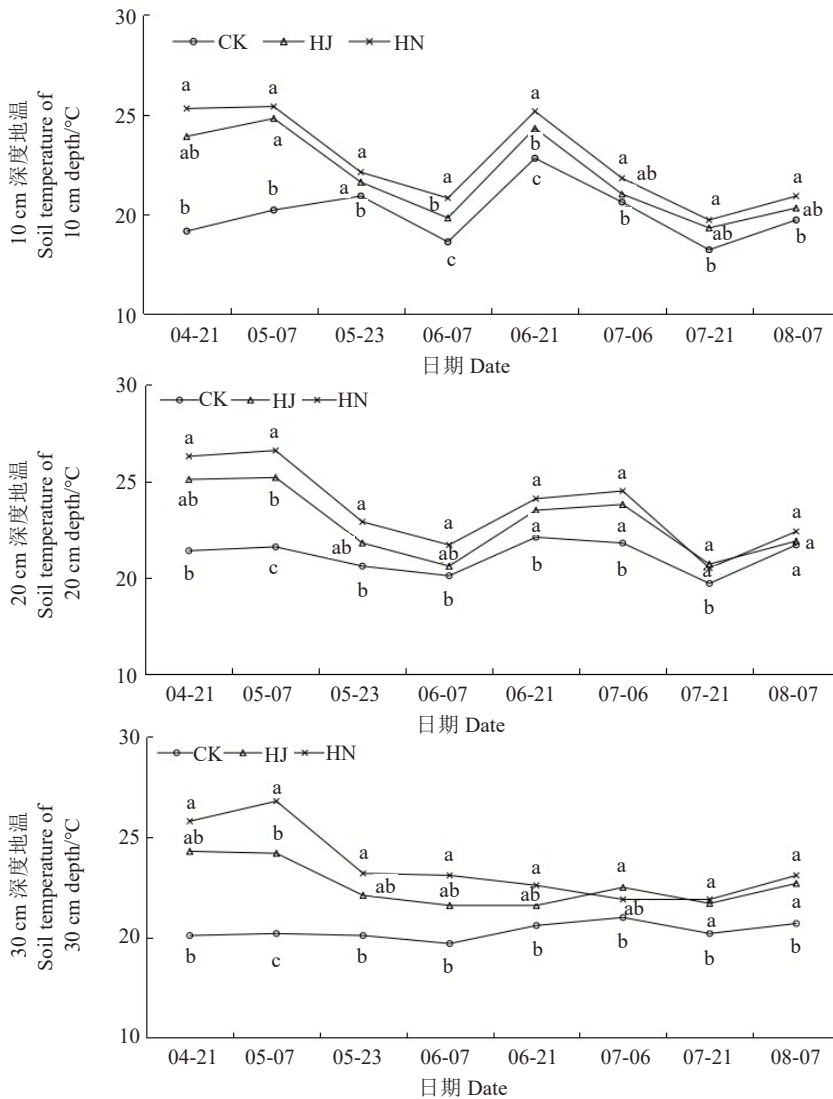 30
CK HJ HN
a a a a a a a a
25
ab a a b b a ab ab
b b b c c b ab b
20
15
10
04-21 05-07 05-23 06-07 06-21 07-06 07-21 08-07
日期 Date
10 cm 深度地温
Soil temperature of
10 cm depth/℃
30
CK HJ HN
a a a a a a a a
25
ab b ab ab a a a a
b c b b b b b a
20
15
10
04-21 05-07 05-23 06-07 06-21 07-06 07-21 08-07
日期 Date
20 cm 深度地温
Soil temperature of
20 cm depth/℃
30
CK HJ HN
a a a a a a a a
25
ab b ab ab ab ab a a
b c b b b b b b
20
15
10
04-21 05-07 05-23 06-07 06-21 07-06 07-21 08-07
日期 Date
30 cm 深度地温
Soil temperature of
30 cm depth/℃